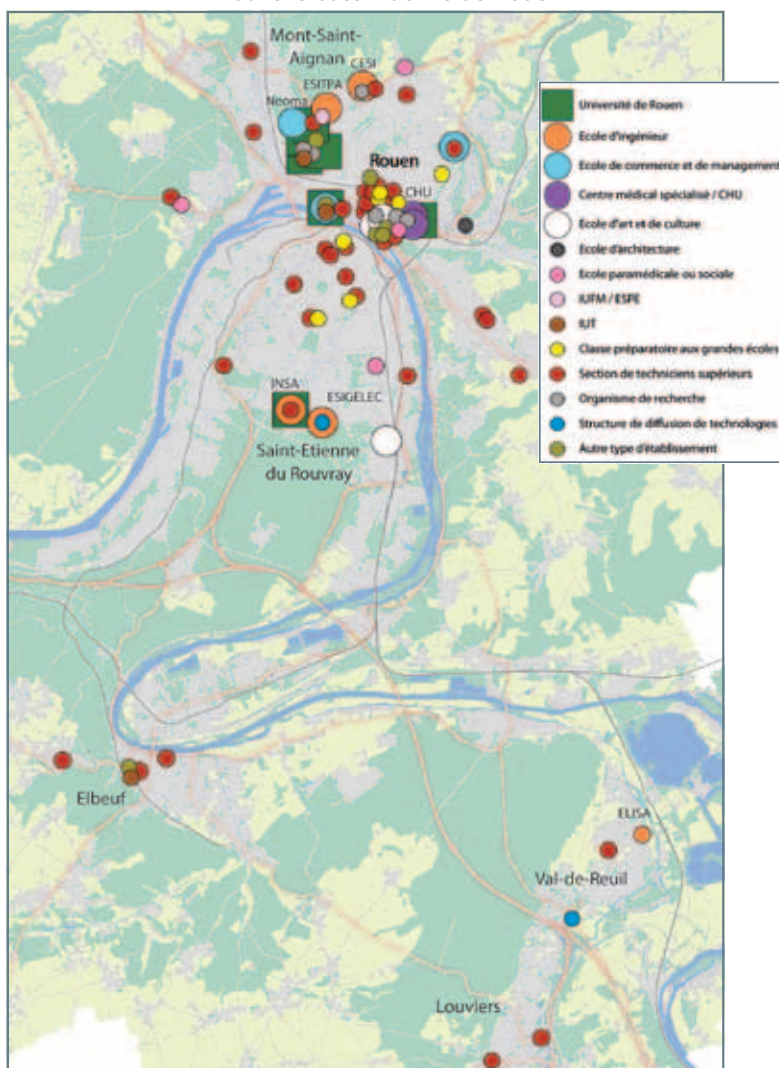 Mont-Saint-
Aignan
CESI
ESITPA
Neoma
Rouen
CHU
INSA
ESIGELEC
Saint-Etienne
du Rouvray
Elbeuf
ELISA
Val-de-Reuil
Louviers
Université de Rouen
Ecole d'ingénieur
Ecole de commerce et de management
Centre médical spécialisé / CHU
Ecole d'art et de culture
Ecole d'architecture
Ecole paramédicale ou sociale
IUFM / ESPE
IUT
Classe préparatoire aux grandes écoles
Section de techniciens supérieurs
Organisme de recherche
Structure de diffusion de technologies
Autre type d'établissement